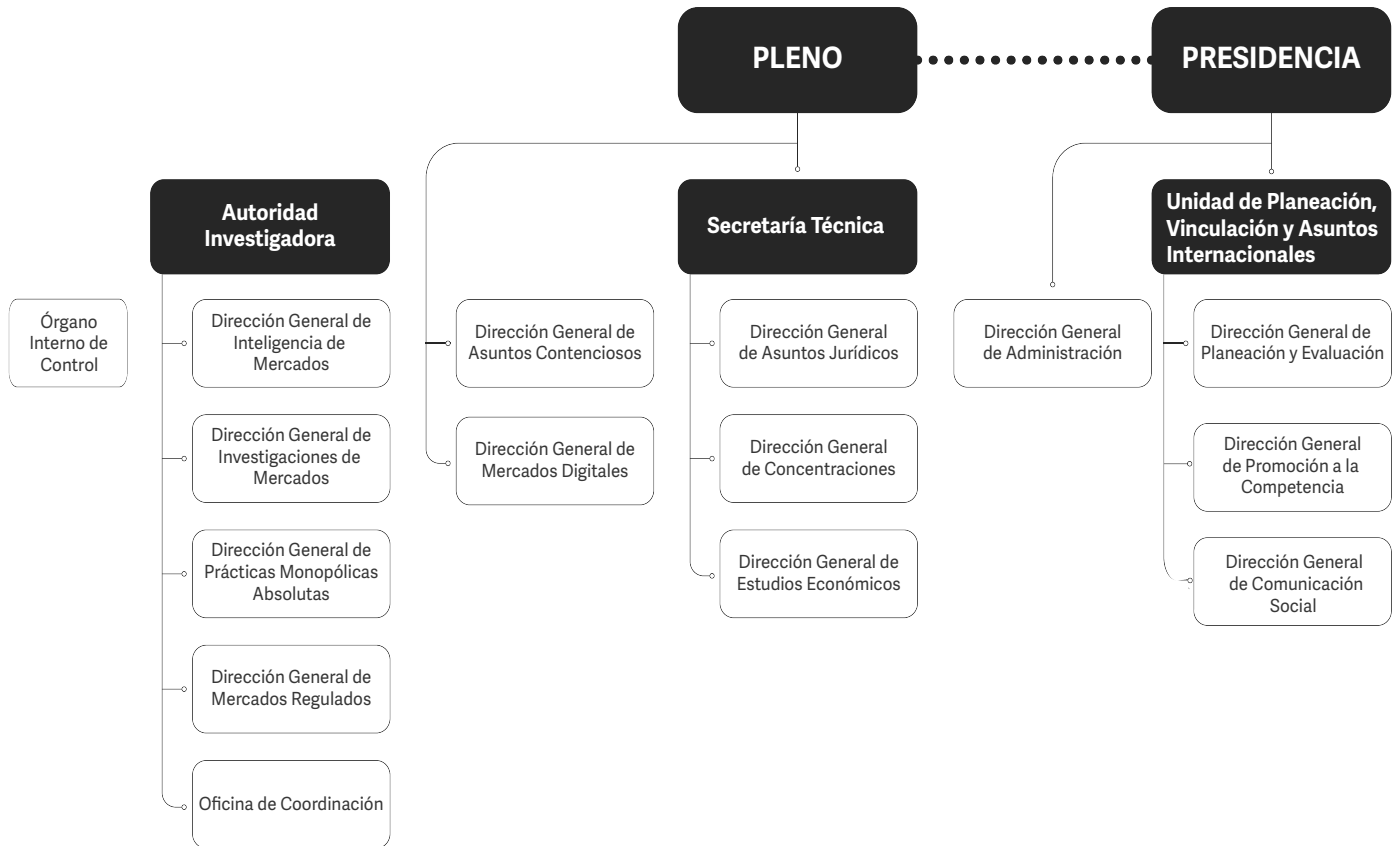 PLENO
PRESIDENCIA
Autoridad
Investigadora
Secretaría Técnica
Unidad de Planeación,
Vinculación y Asuntos
Internacionales
Órgano
Interno de
Control
Dirección General de
Inteligencia de
Mercados
Dirección General de
Investigaciones de
Mercados
Dirección General de
Prácticas Monopólicas
Absolutas
Dirección General de
Mercados Regulados
Oficina de Coordinación
Dirección General de
Asuntos Contenciosos
Dirección General de
Mercados Digitales
Dirección General
de Asuntos Jurídicos
Dirección General
de Concentraciones
Dirección General de
Estudios Económicos
Dirección General
de Administración
Dirección General de
Planeación y Evaluación
Dirección General
de Promoción a la
Competencia
Dirección General
de Comunicación
Social